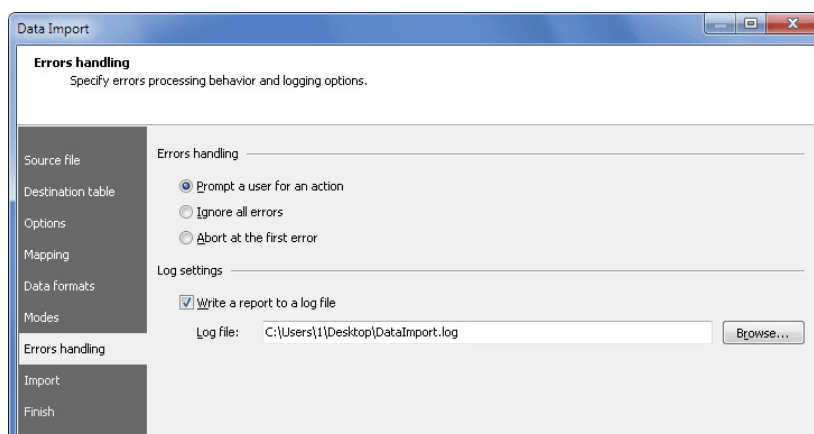 Data Import
Errors handling
Specify errors processing behavior and logging options.
Source file
Destination table
Options
Mapping
Data formats
Modes
Errors handling
Import
Finish
Errors handling
Prompt a user for an action
Ignore all errors
Abort at the first error
Log settings
Write a report to a log file
Log file: C:\Users\1\Desktop\DataImport.log Browse...